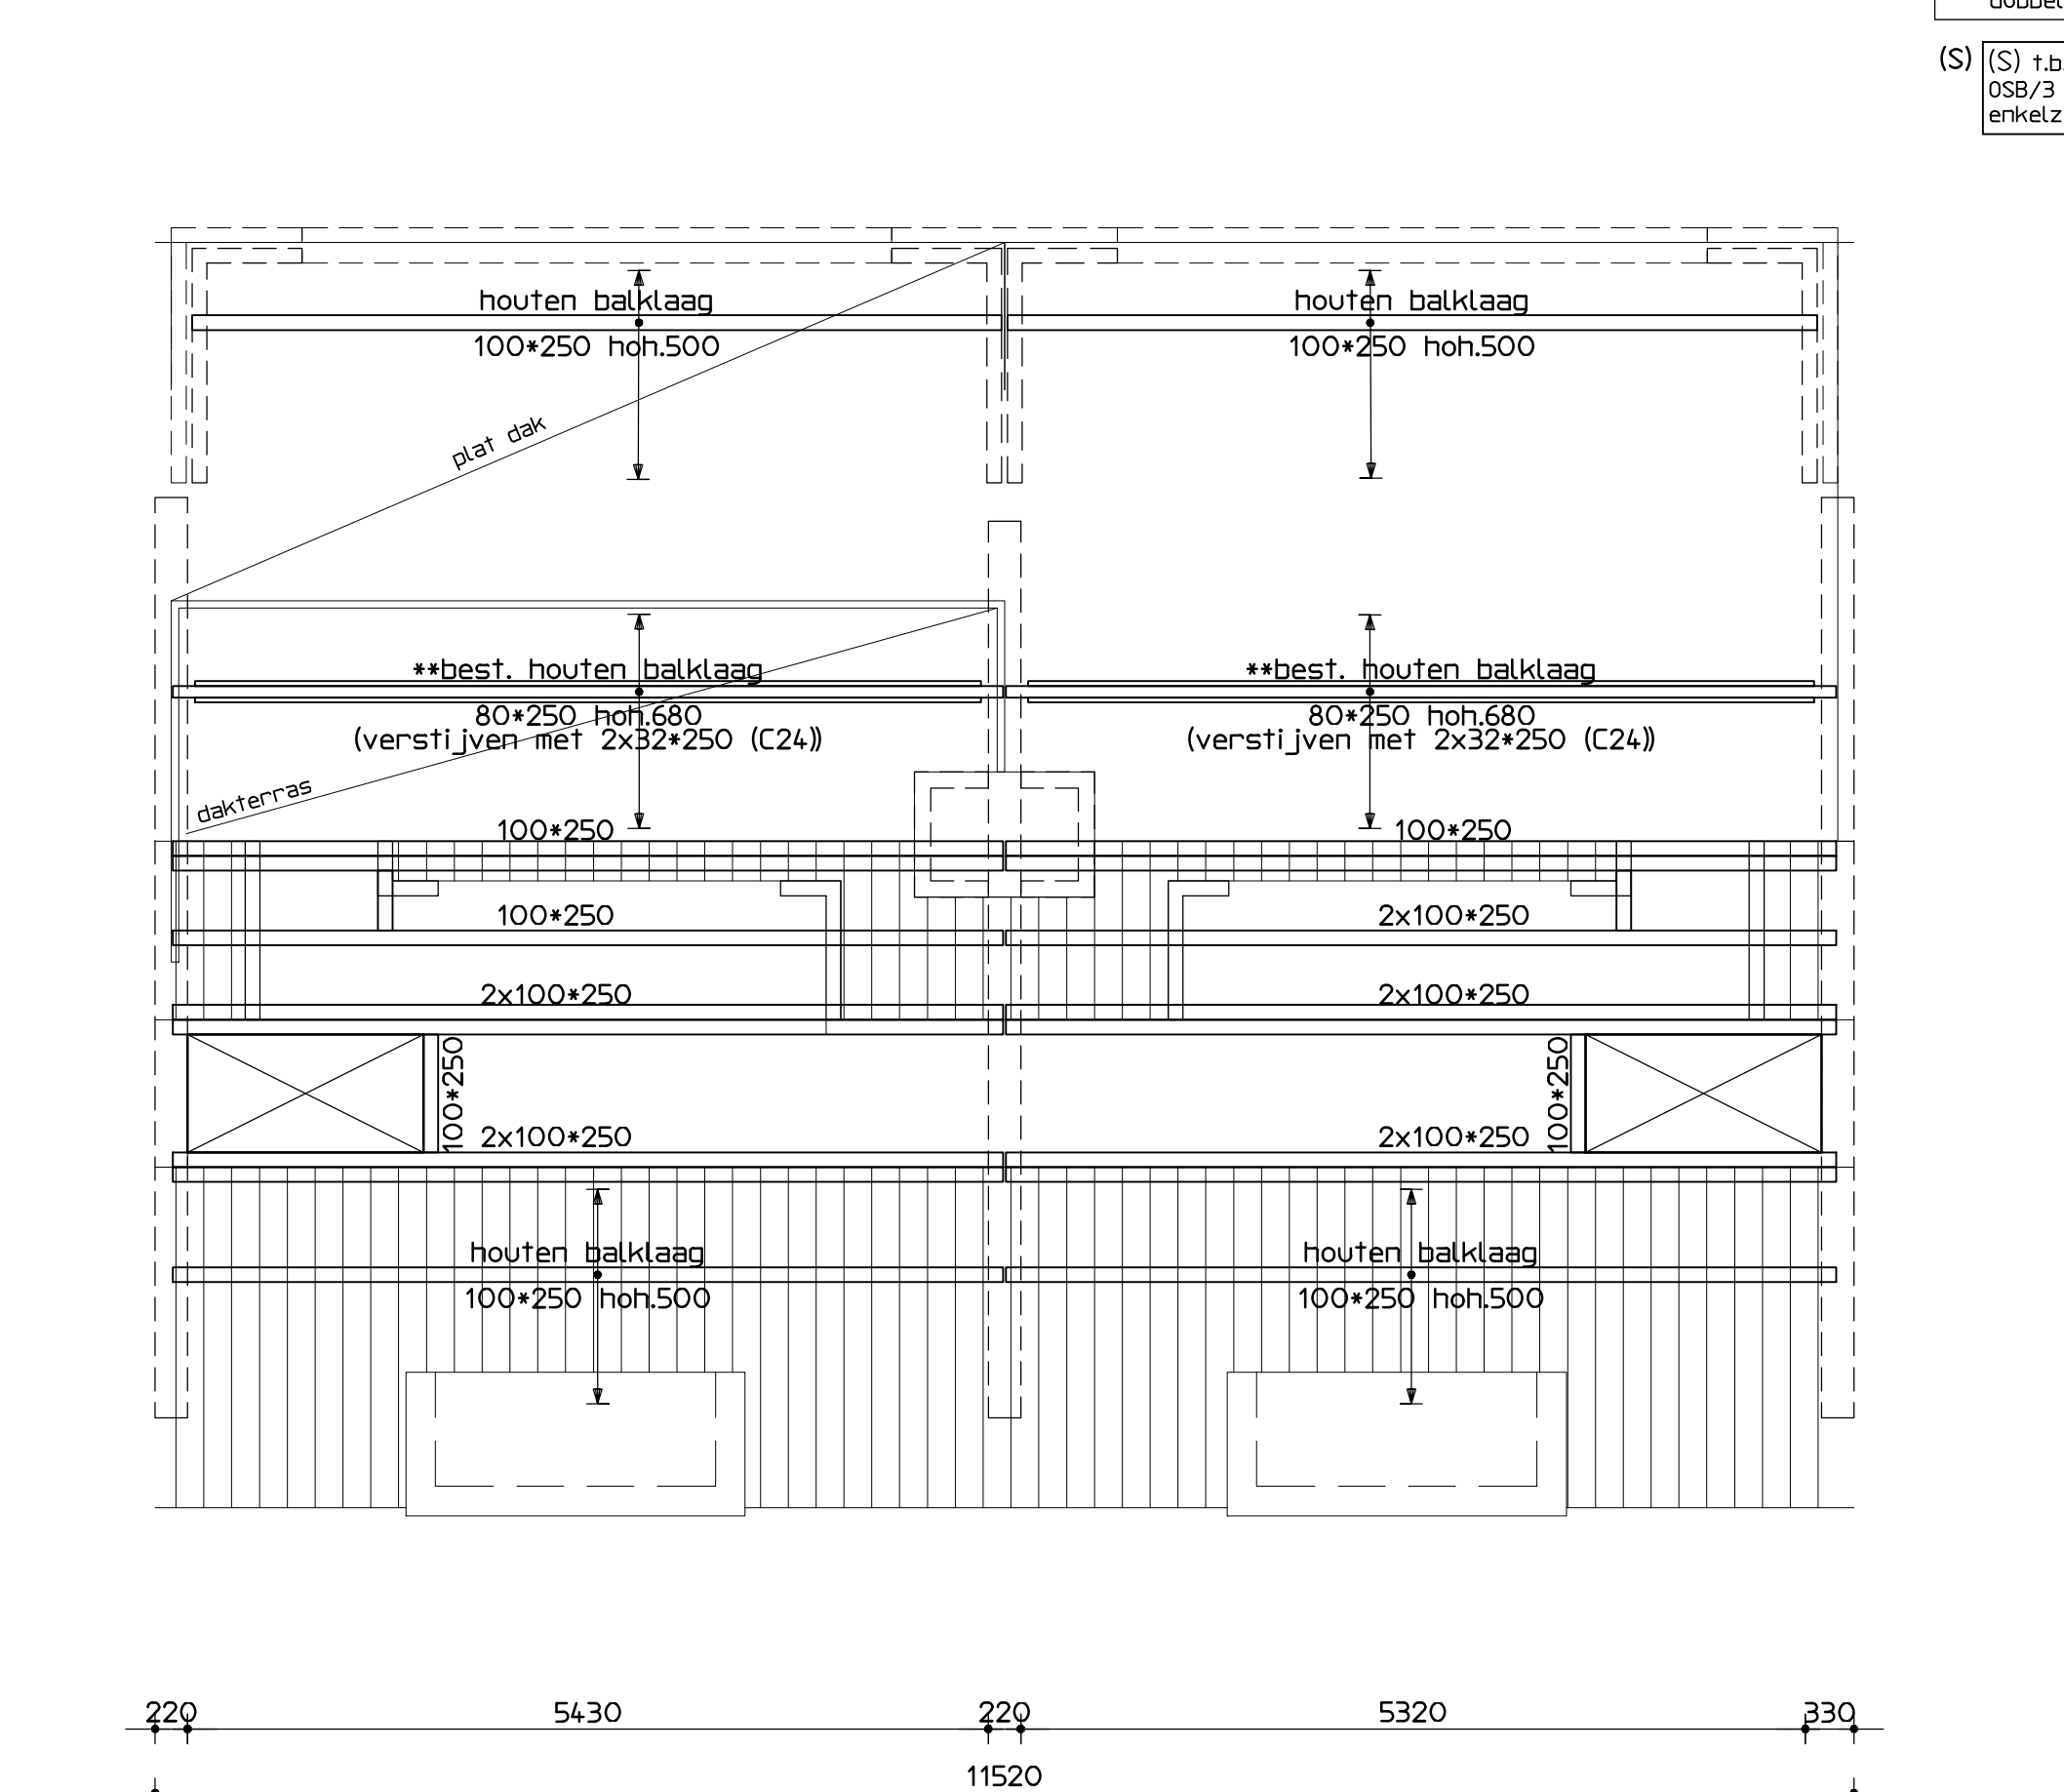 (S)
(S) t.b.
OSB/3
enkelz
houten balklaag
100*250 hoh.500
houten balklaag
100*250 hoh.500
plat dak
**best. houten balklaag
80*250 hoh.680
(verstijven met 2x32*250 (C24))
**best. houten balklaag
80*250 hoh.680
(verstijven met 2x32*250 (C24))
dakterras
100*250
100*250
100*250
2x100*250
2x100*250
2x100*250
100*250
100*250
2x100*250
2x100*250
houten balklaag
100*250 hoh.500
houten balklaag
100*250 hoh.500
220
5430
220
5320
330
11520